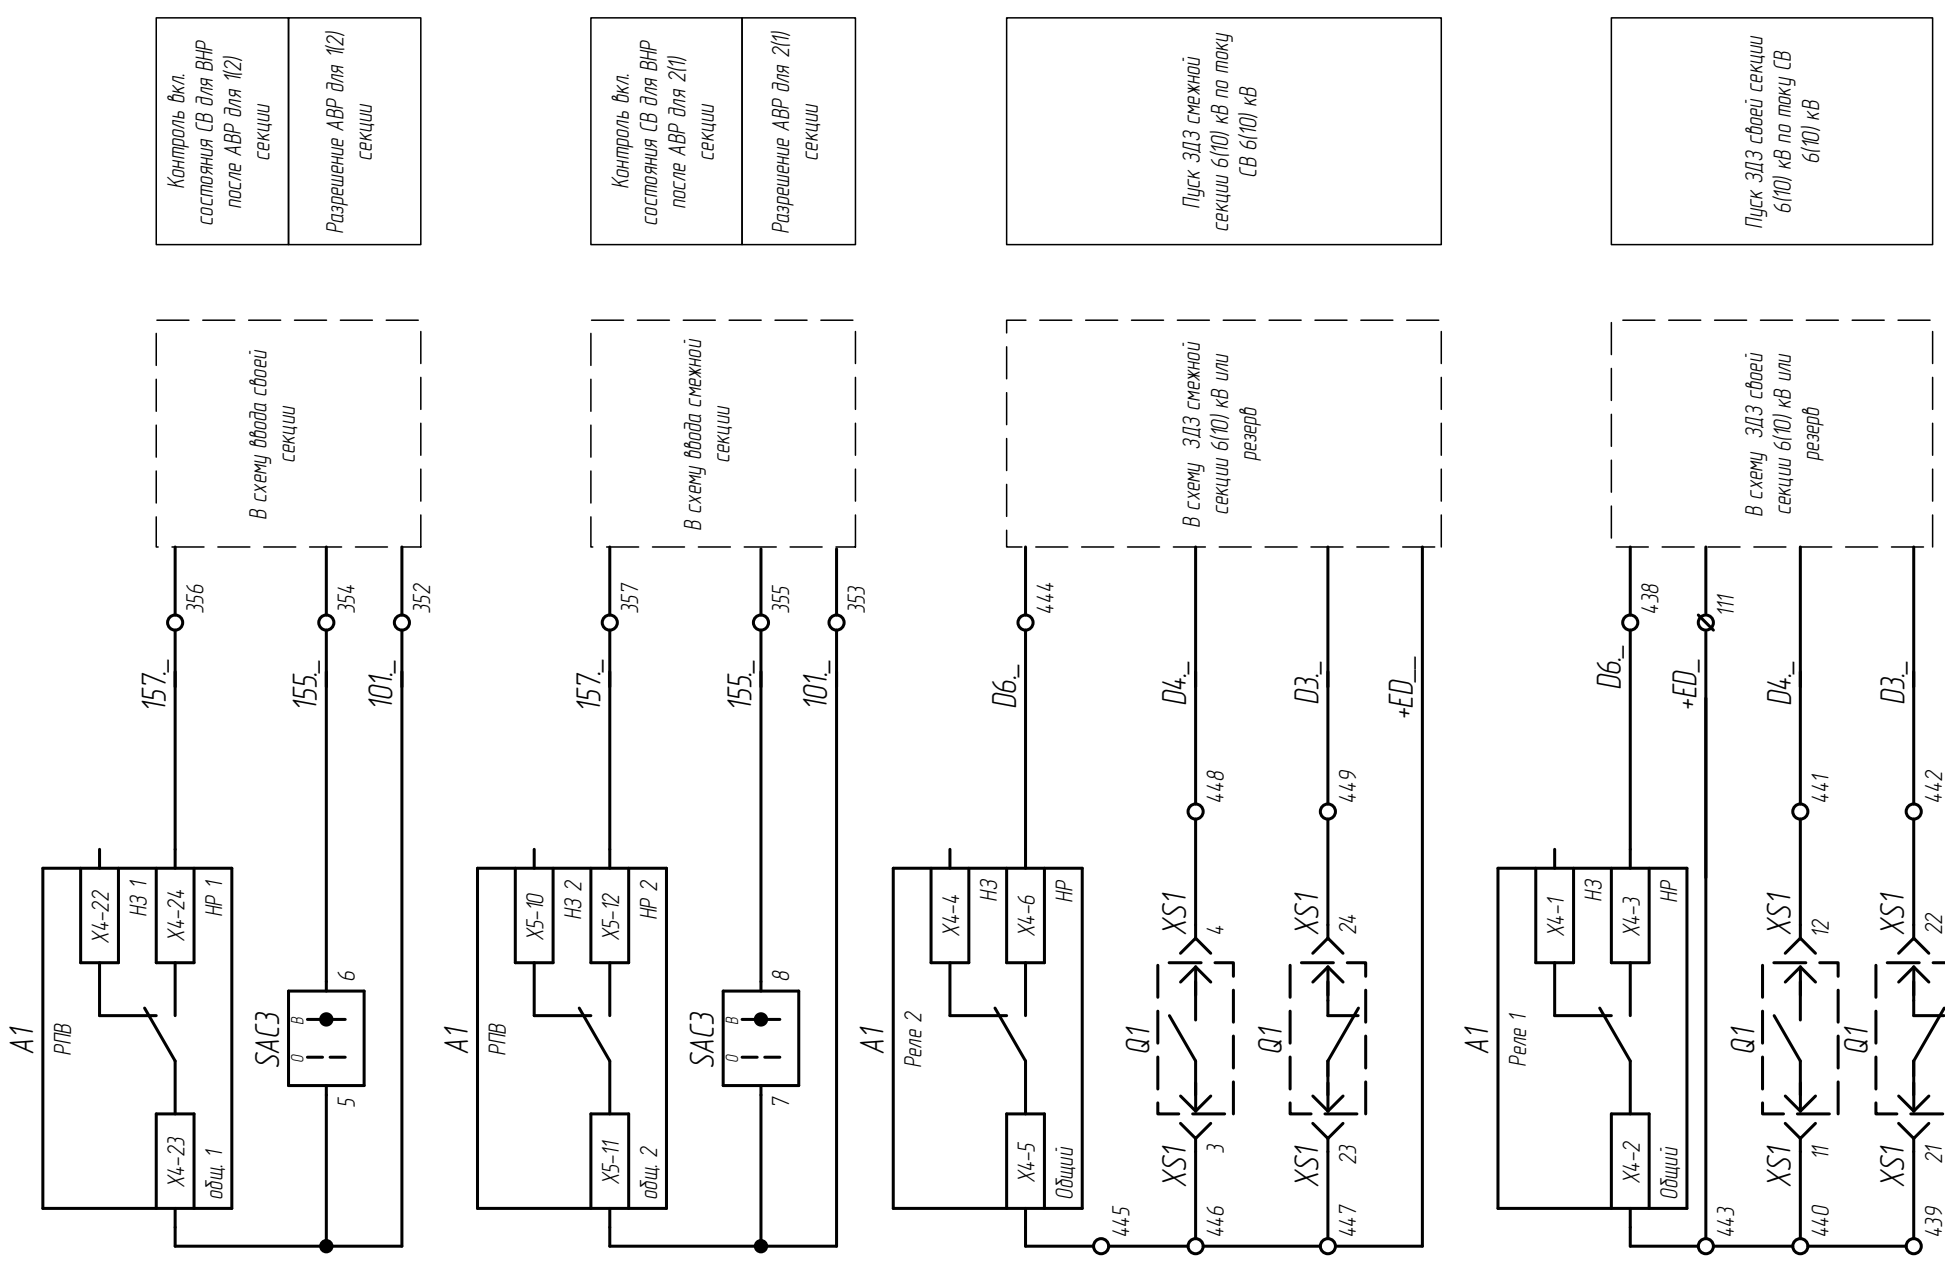 Контроль вкл.
состояния СВ для ВНР
после АВР для 1(2)
секции
Разрешение АВР для 1(2)
секции
В схему ввода своей
секции
356
354
352
157._
155._
101._
A1
РПВ
X4-22
НЗ 1
X4-24
НР 1
X4-23
общ. 1
SAC3
О
В
6
5
Контроль вкл.
состояния СВ для ВНР
после АВР для 2(1)
секции
Разрешение АВР для 2(1)
секции
В схему ввода смежной
секции
357
355
353
157._
155._
101._
A1
РПВ
X5-10
НЗ 2
X5-12
НР 2
X5-11
общ. 2
SAC3
О
В
8
7
Пуск ЗДЗ смежной
секции 6(10) кВ по току
СВ 6(10) кВ
В схему ЗДЗ смежной
секции 6(10) кВ или
резерв
444
D6._
D4._
D3._
+ED__
448
449
A1
Реле 2
X4-4
НЗ
X4-6
НР
X4-5
Общий
XS1
4
XS1
24
Q1
Q1
XS1
3
XS1
23
445
446
447
Пуск ЗДЗ своей секции
6(10) кВ по току СВ
6(10) кВ
В схему ЗДЗ своей
секции 6(10) кВ или
резерв
438
111
D6._
+ED_
D4._
D3._
441
442
A1
Реле 1
X4-1
НЗ
X4-3
НР
X4-2
Общий
XS1
12
XS1
22
Q1
Q1
XS1
11
XS1
21
443
440
439